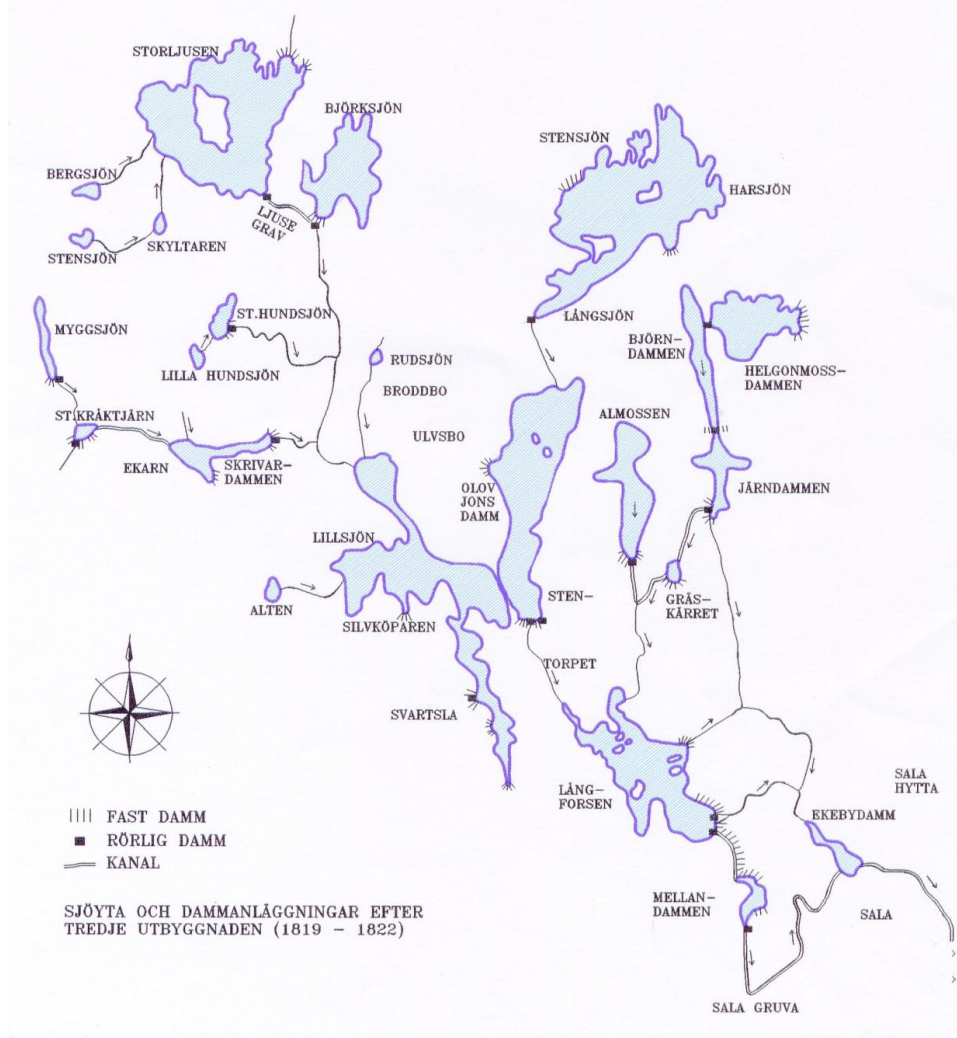 STORLJUSEN
BJÖRKSJÖN
STENSJÖN
BERGSJÖN
HARSJÖN
LJUSE
GRAV
SKYLTAREN
STENSJÖN
ST.HUNDSJÖN
LÅNGSJÖN
MYGGSJÖN
BJÖRN-
DAMMEN
RUDSJÖN
HELGONMOSS-
DAMMEN
LILLA HUNDSJÖN
BRODDBO
ST.KRÅKTJÄRN
ALMOSSEN
ULVSBO
EKARN
SKRIVAR-
DAMMEN
OLOV
JONS
DAMM
JÄRNDAMMEN
LILLSJÖN
STEN-
GRÅS-
KÄRRET
ALTEN
SILVKÖPAREN
TORPET
SVARTSLA
LÅNG-
FORSEN
SALA
HYTTA
EKEBYDAMM
FAST DAMM
RÖRLIG DAMM
KANAL
MELLAN-
DAMMEN
SALA
SJÖYTA OCH DAMMANLÄGGNINGAR EFTER
TREDJE UTBYGGNADEN (1819 - 1822)
SALA GRUVA